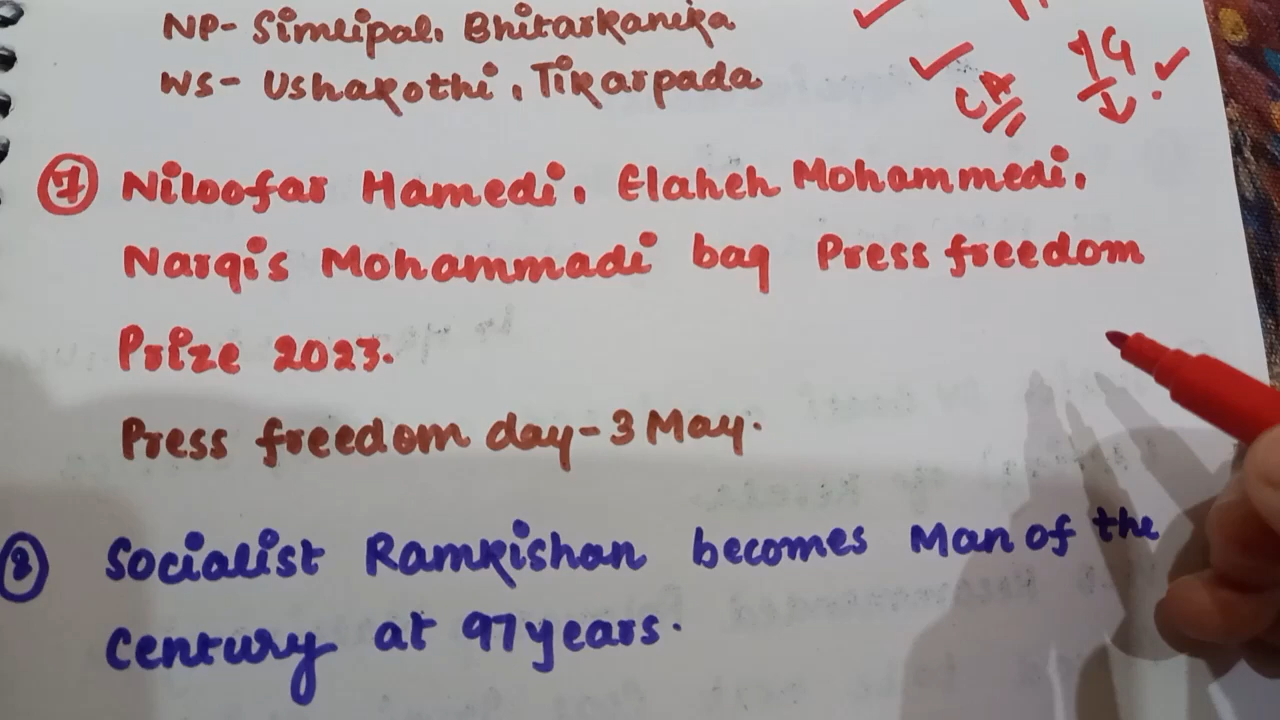 NP- Simlipal, Bhitarkanika
WS- Ushakothi, Tikarpada
CA
⑦ Niloofar Hamedi, Elaheh Mohammedi,
Nargis Mohammadi bag Press freedom
Prize 2023.
Press freedom day - 3 May.
⑧ Socialist Ramkishan becomes Man of the
Century at 97 years.